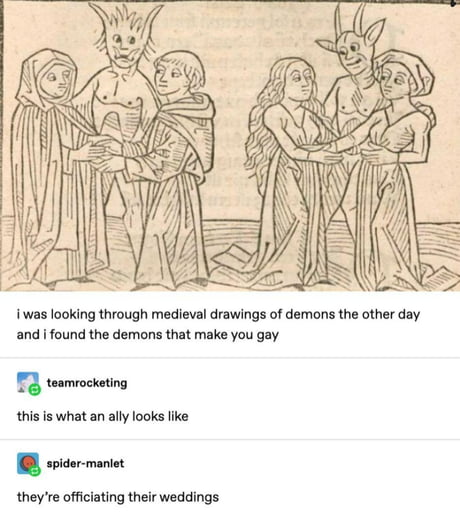 i was looking through medieval drawings of demons the other day
and i found the demons that make you gay
teamrocketing
this is what an ally looks like
spider-manlet
they're officiating their weddings